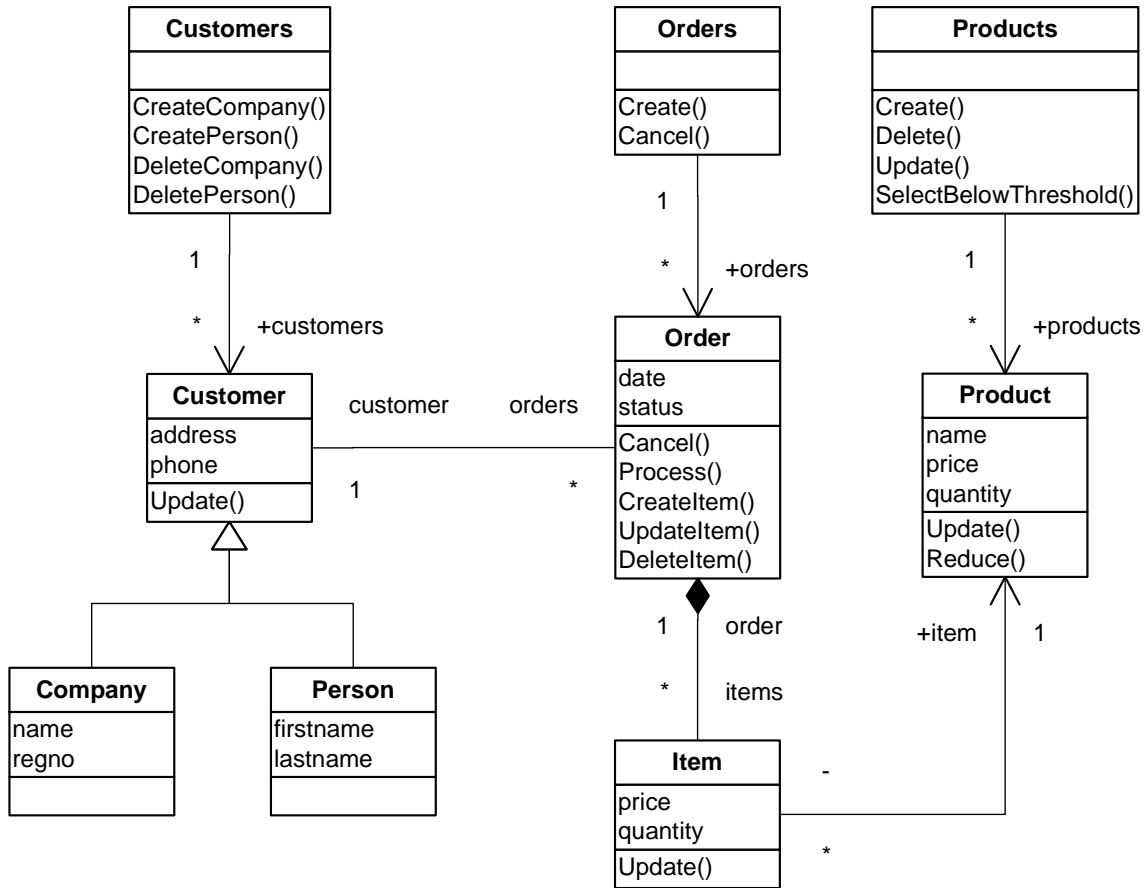 Customers
CreateCompany()
CreatePerson()
DeleteCompany()
DeletePerson()
Orders
Create()
Cancel()
Products
Create()
Delete()
Update()
SelectBelowThreshold()
1
* +customers
1
* +orders
1
* +products
Customer
address
phone
Update()
customer orders
1 *
Order
date
status
Cancel()
Process()
CreateItem()
UpdateItem()
DeleteItem()
Product
name
price
quantity
Update()
Reduce()
1 order
* items
+item 1
Company
name
regno
Person
firstname
lastname
Item
price
quantity
Update()
-
*